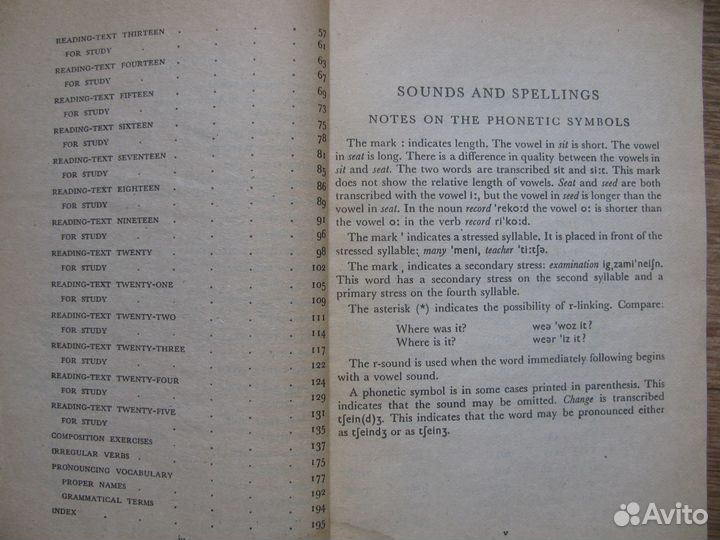 READING-TEXT THIRTEEN . . . . 57
FOR STUDY . . . . 61
READING-TEXT FOURTEEN . . . . 63
FOR STUDY . . . . 67
READING-TEXT FIFTEEN . . . . 69
FOR STUDY . . . . 73
READING-TEXT SIXTEEN . . . . 75
FOR STUDY . . . . 78
READING-TEXT SEVENTEEN . . . . 81
FOR STUDY . . . . 85
READING-TEXT EIGHTEEN . . . . 86
FOR STUDY . . . . 89
READING-TEXT NINETEEN . . . . 91
FOR STUDY . . . . 96
READING-TEXT TWENTY . . . . 98
FOR STUDY . . . . 102
READING-TEXT TWENTY-ONE . . . . 105
FOR STUDY . . . . 109
READING-TEXT TWENTY-TWO . . . . 111
FOR STUDY . . . . 114
READING-TEXT TWENTY-THREE . . . . 117
FOR STUDY . . . . 122
READING-TEXT TWENTY-FOUR . . . . 124
FOR STUDY . . . . 129
READING-TEXT TWENTY-FIVE . . . . 131
FOR STUDY . . . . 135
COMPOSITION EXERCISES . . . . 137
IRREGULAR VERBS . . . . 175
PRONOUNCING VOCABULARY . . . . 177
PROPER NAMES . . . . 192
GRAMMATICAL TERMS . . . . 194
INDEX . . . . 195
SOUNDS AND SPELLINGS
NOTES ON THE PHONETIC SYMBOLS
The mark ː indicates length. The vowel in sit is short. The vowel
in seat is long. There is a difference in quality between the vowels in
sit and seat. The two words are transcribed sit and siːt. This mark
does not show the relative length of vowels. Seat and seed are both
transcribed with the vowel iː, but the vowel in seed is longer than the
vowel in seat. In the noun record ˈrekoːd the vowel oː is shorter than
the vowel oː in the verb record riˈkoːd.
The mark ˈ indicates a stressed syllable. It is placed in front of the
stressed syllable; many ˈmeni, teacher ˈtiːtʃə.
The mark ˌ indicates a secondary stress: examination igˌzamiˈneiʃn.
This word has a secondary stress on the second syllable and a
primary stress on the fourth syllable.
The asterisk (*) indicates the possibility of r-linking. Compare:
Where was it? weə ˈwoz it?
Where is it? weər ˈiz it?
The r-sound is used when the word immediately following begins
with a vowel sound.
A phonetic symbol is in some cases printed in parenthesis. This
indicates that the sound may be omitted. Change is transcribed
tʃein(d)ʒ. This indicates that the word may be pronounced either
as tʃeindʒ or as tʃeinʒ.
v
Avito